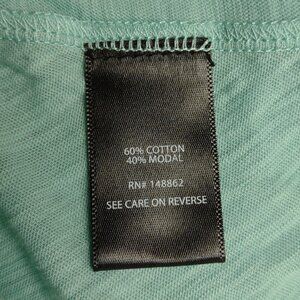 60% COTTON
40% MODAL
RN# 148862
SEE CARE ON REVERSE